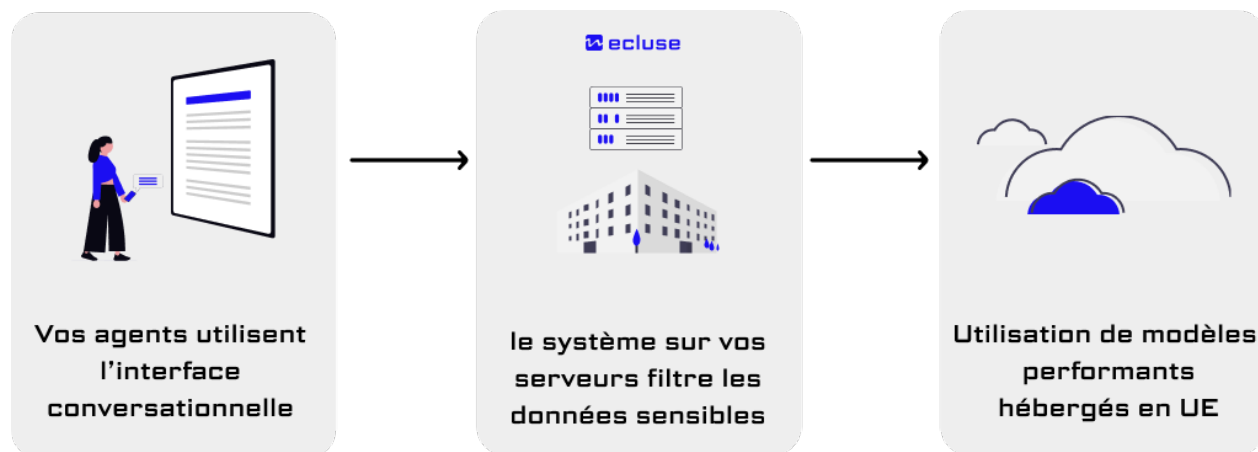 Vos agents utilisent
l'interface
conversationnelle
ecluse
le système sur vos
serveurs filtre les
données sensibles
Utilisation de modèles
performants
hébergés en UE